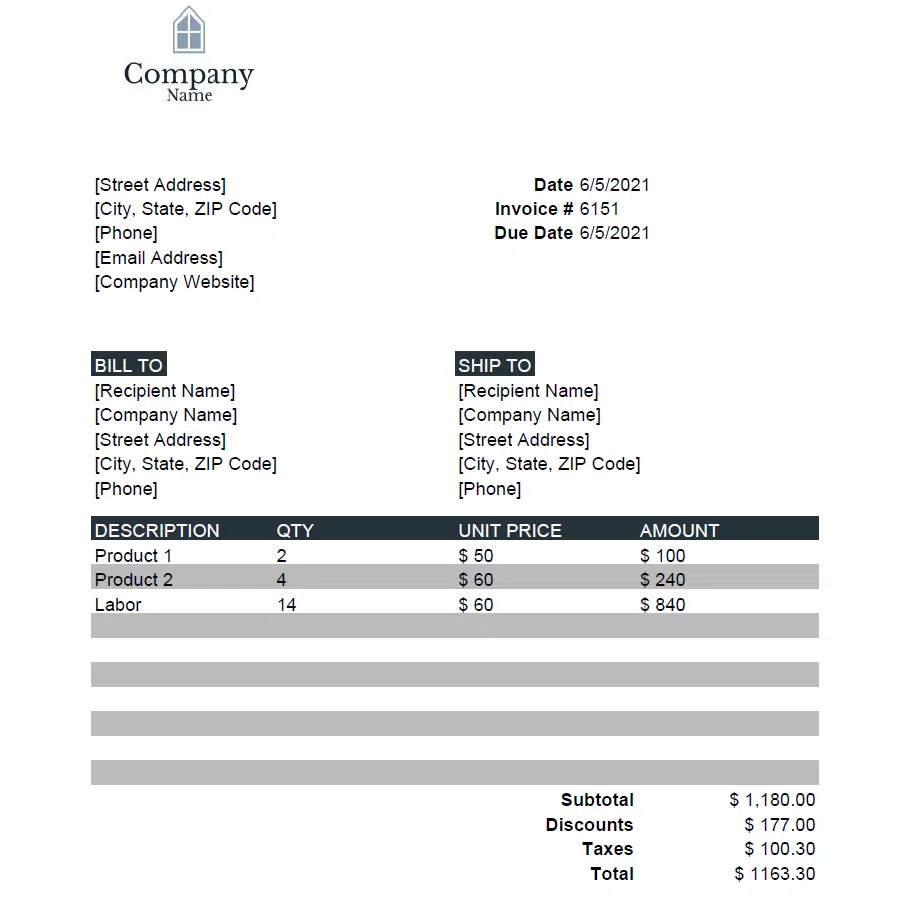 Company
Name
[Street Address]
[City, State, ZIP Code]
[Phone]
[Email Address]
[Company Website]
Date 6/5/2021
Invoice # 6151
Due Date 6/5/2021
BILL TO
[Recipient Name]
[Company Name]
[Street Address]
[City, State, ZIP Code]
[Phone]
SHIP TO
[Recipient Name]
[Company Name]
[Street Address]
[City, State, ZIP Code]
[Phone]
DESCRIPTION QTY UNIT PRICE AMOUNT
Product 1 2 $ 50 $ 100
Product 2 4 $ 60 $ 240
Labor 14 $ 60 $ 840
Subtotal $ 1,180.00
Discounts $ 177.00
Taxes $ 100.30
Total $ 1163.30